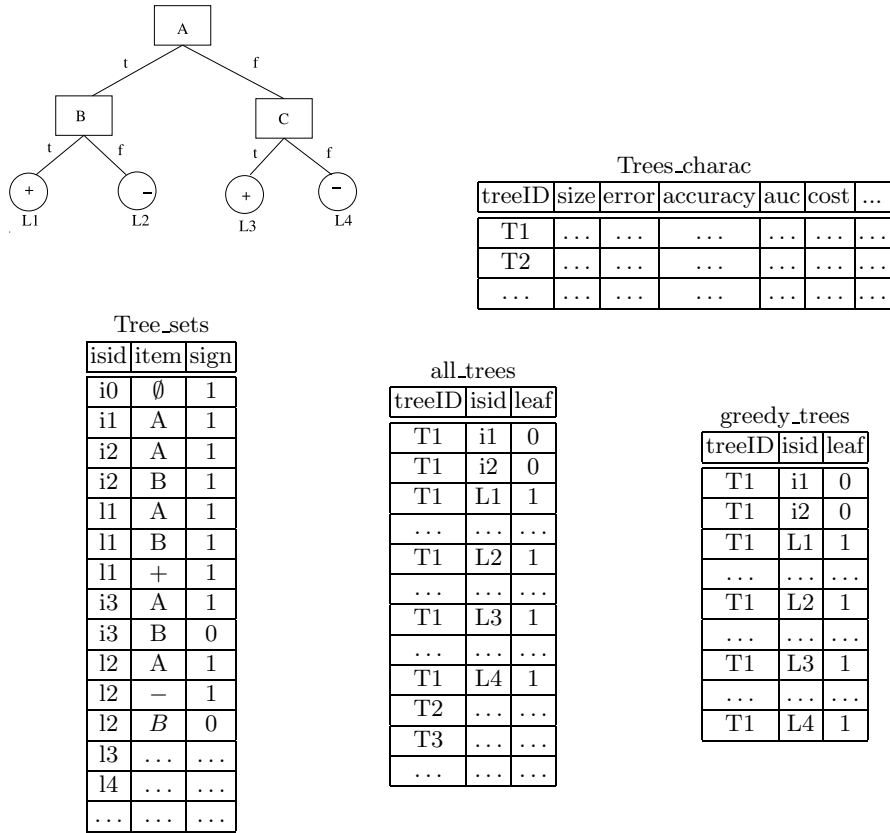 A
t f
B C
t f t f
+ − + −
L1 L2 L3 L4
Trees_charac
treeID size error accuracy auc cost ...
T1 ... ... ... ... ... ...
T2 ... ... ... ... ... ...
... ... ... ... ... ... ...
Tree_sets
isid item sign
i0 ∅ 1
i1 A 1
i2 A 1
i2 B 1
l1 A 1
l1 B 1
l1 + 1
i3 A 1
i3 B 0
l2 A 1
l2 − 1
l2 B 0
l3 ... ...
l4 ... ...
... ... ...
all_trees
treeID isid leaf
T1 i1 0
T1 i2 0
T1 L1 1
... ... ...
T1 L2 1
... ... ...
T1 L3 1
... ... ...
T1 L4 1
T2 ... ...
T3 ... ...
... ... ...
greedy_trees
treeID isid leaf
T1 i1 0
T1 i2 0
T1 L1 1
... ... ...
T1 L2 1
... ... ...
T1 L3 1
... ... ...
T1 L4 1